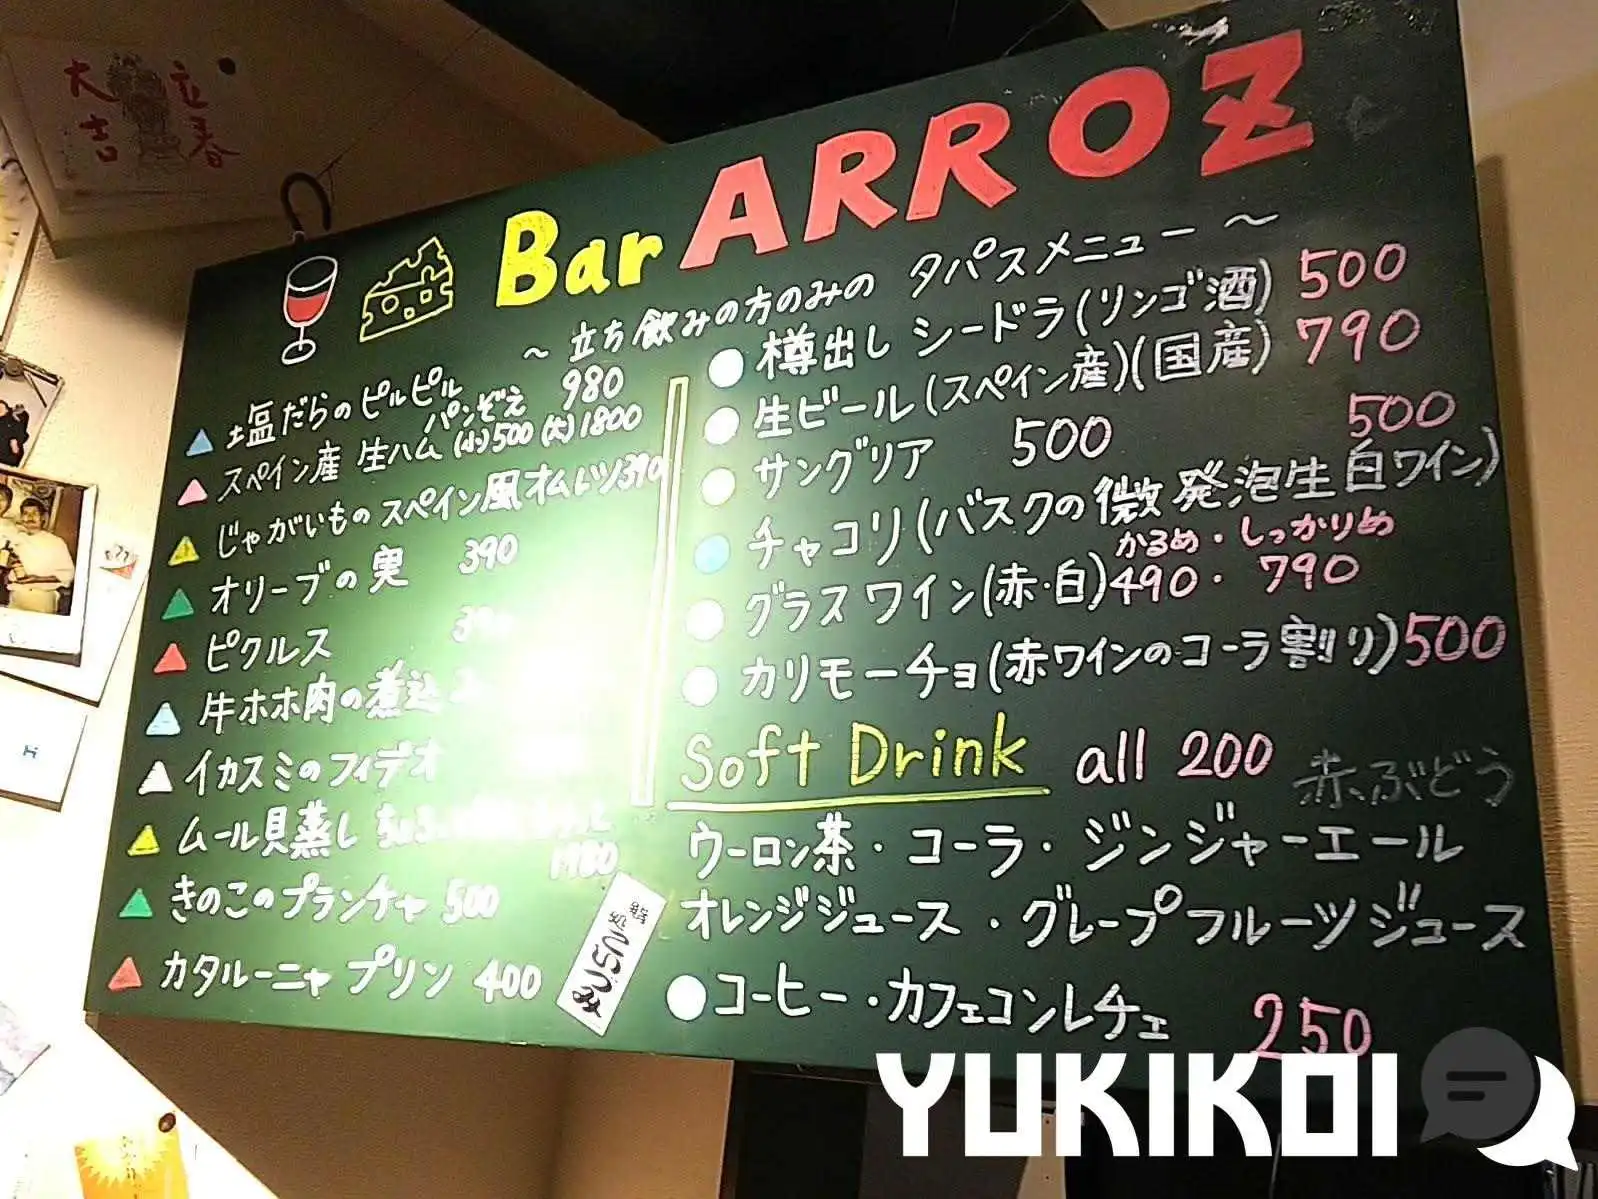 大吉 立春
Bar ARROZ
～ 立ち飲みの方のみの タパスメニュー ～
塩だらのピルピル
パンぞえ 980
スペイン産 生ハム (小)500 (大)1800
じゃがいものスペイン風オムレツ390
オリーブの実 390
ピクルス
牛ホホ肉の煮込
イカスミのフィデオ
ムール貝蒸し
1980
きのこのプランチャ 500
カタルーニャ プリン 400
樽出し シードラ(リンゴ酒) 500
生ビール(スペイン産)(国産) 790
サングリア 500 500
チャコリ(バスクの微発泡生白ワイン)
かるめ・しっかりめ
グラスワイン(赤・白)490・790
カリモーチョ(赤ワインのコーラ割り)500
Soft Drink all 200 赤ぶどう
ウーロン茶・コーラ・ジンジャーエール
オレンジジュース・グレープフルーツジュース
コーヒー・カフェコンレチェ 250
YUKIKOI